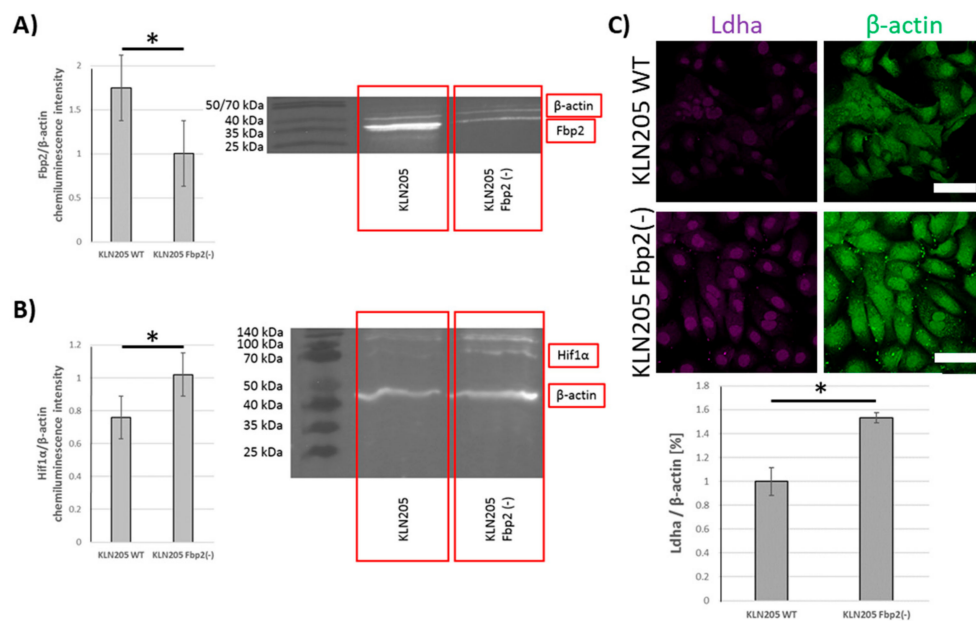 A)
*
2
1.5
1
0.5
0
Fbp2/β-actin
chemiluminescence intensity
KLN205 WT
KLN205 Fbp2(-)
50/70 kDa
40 kDa
35 kDa
25 kDa
β-actin
Fbp2
KLN205
KLN205
Fbp2 (-)
B)
*
1.2
1
0.8
0.6
0.4
0.2
0
Hif1α/β-actin
chemiluminescence intensity
KLN205 WT
KLN205 Fbp2(-)
140 kDa
100 kDa
70 kDa
50 kDa
40 kDa
35 kDa
25 kDa
Hif1α
β-actin
KLN205
KLN205
Fbp2 (-)
C)
Ldha
β-actin
KLN205 WT
KLN205 Fbp2(-)
*
1.8
1.6
1.4
1.2
1
0.8
0.6
0.4
0.2
0
Ldha / β-actin [%]
KLN205 WT
KLN205 Fbp2(-)